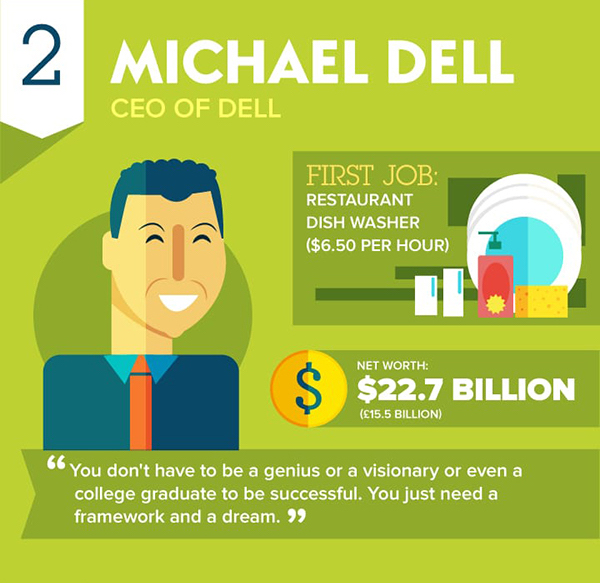 2
MICHAEL DELL
CEO OF DELL
FIRST JOB:
RESTAURANT
DISH WASHER
($6.50 PER HOUR)
$
NET WORTH:
$22.7 BILLION
(£15.5 BILLION)
“You don't have to be a genius or a visionary or even a
college graduate to be successful. You just need a
framework and a dream.”